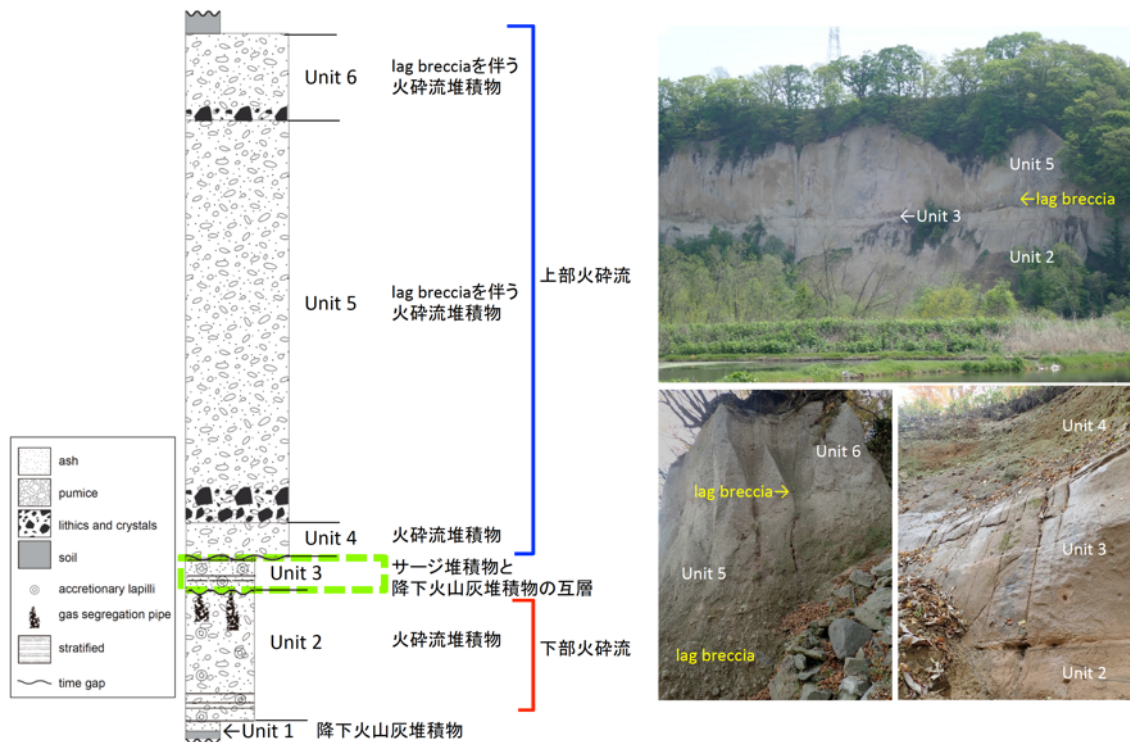 Unit 6
lag brecciaを伴う
火砕流堆積物
Unit 5
lag brecciaを伴う
火砕流堆積物
上部火砕流
Unit 4
火砕流堆積物
Unit 3
サージ堆積物と
降下火山灰堆積物の互層
Unit 2
火砕流堆積物
下部火砕流
←Unit 1
降下火山灰堆積物
ash
pumice
lithics and crystals
soil
accretionary lapilli
gas segregation pipe
stratified
time gap
Unit 5
←lag breccia
←Unit 3
Unit 2
Unit 6
lag breccia→
Unit 5
lag breccia
Unit 4
Unit 3
Unit 2